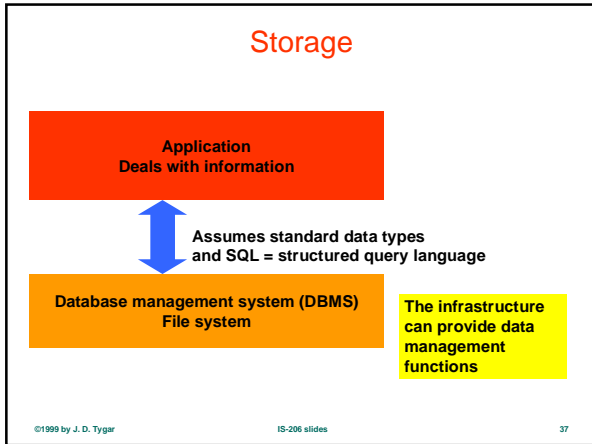 Storage
Application
Deals with information
Assumes standard data types
and SQL = structured query language
Database management system (DBMS)
File system
The infrastructure
can provide data
management
functions
©1999 by J. D. Tygar
IS-206 slides
37